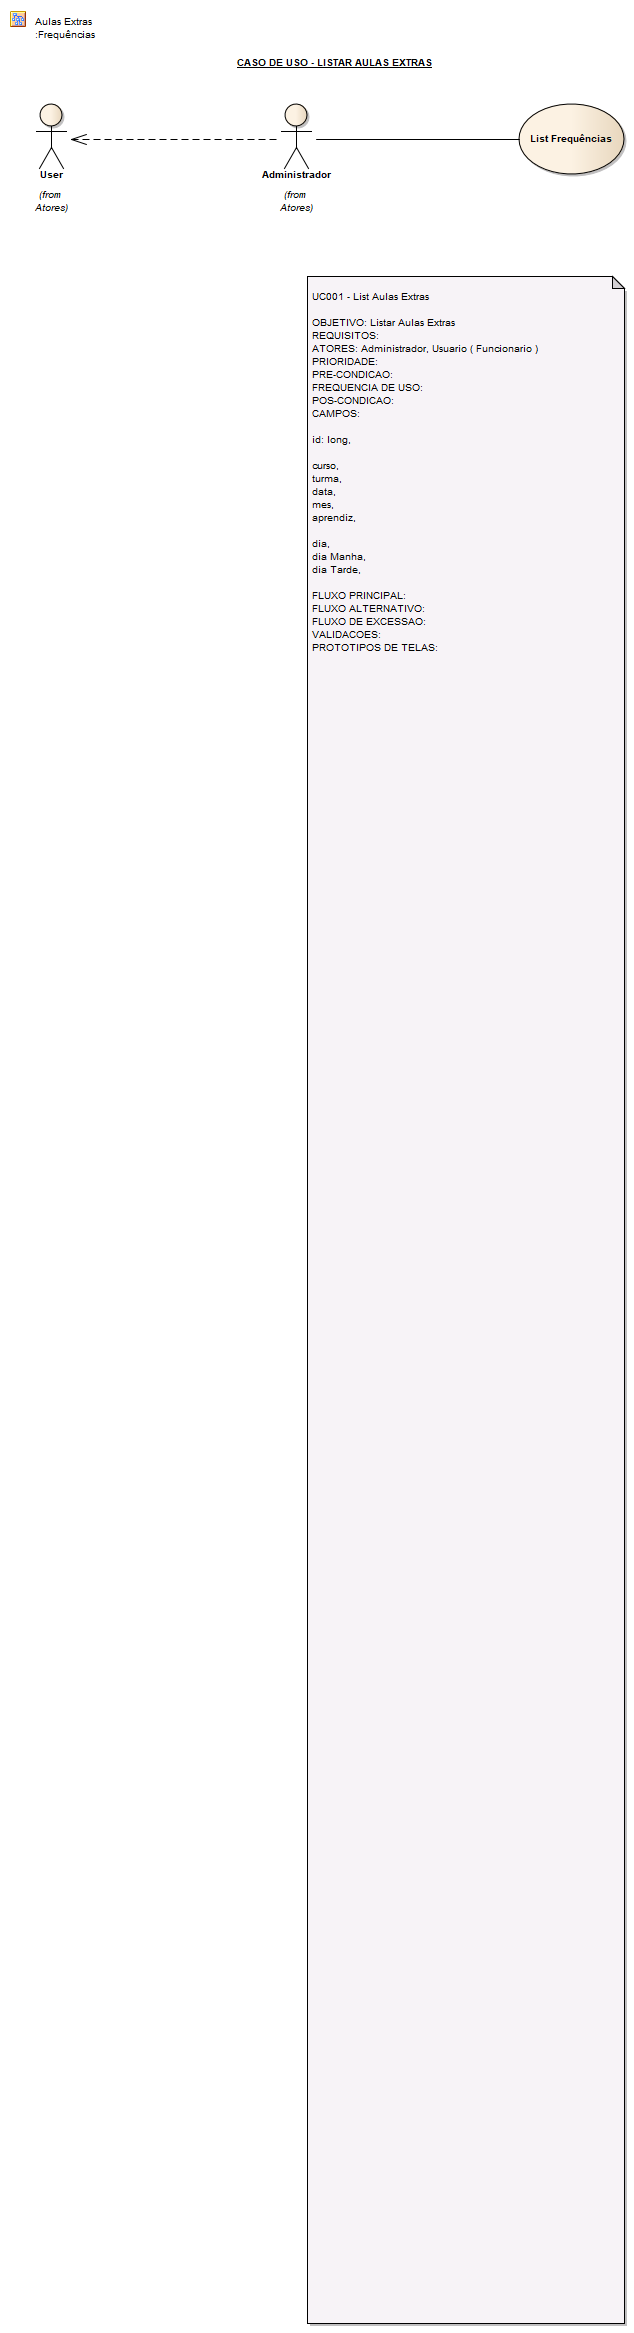 Aulas Extras
:Frequências
CASO DE USO - LISTAR AULAS EXTRAS
List Frequências
User
Administrador
(from
Atores)
(from
Atores)
UC001 - List Aulas Extras
OBJETIVO: Listar Aulas Extras
REQUISITOS:
ATORES: Administrador, Usuario ( Funcionario )
PRIORIDADE:
PRE-CONDICAO:
FREQUENCIA DE USO:
POS-CONDICAO:
CAMPOS:
id: long,
curso,
turma,
data,
mes,
aprendiz,
dia,
dia Manha,
dia Tarde,
FLUXO PRINCIPAL:
FLUXO ALTERNATIVO:
FLUXO DE EXCESSAO:
VALIDACOES:
PROTOTIPOS DE TELAS: